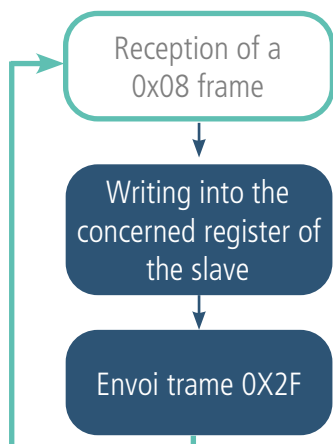 Reception of a
0x08 frame
Writing into the
concerned register of
the slave
Envoi trame 0X2F